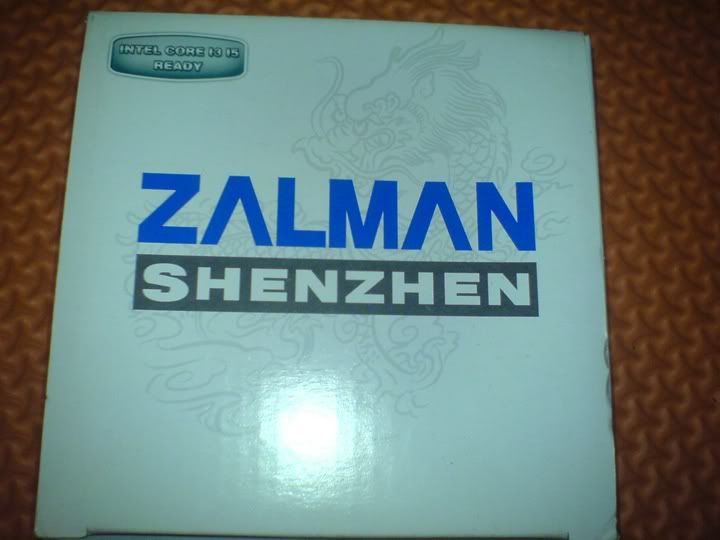 INTEL CORE I3 I5
READY
ZALMAN
SHENZHEN